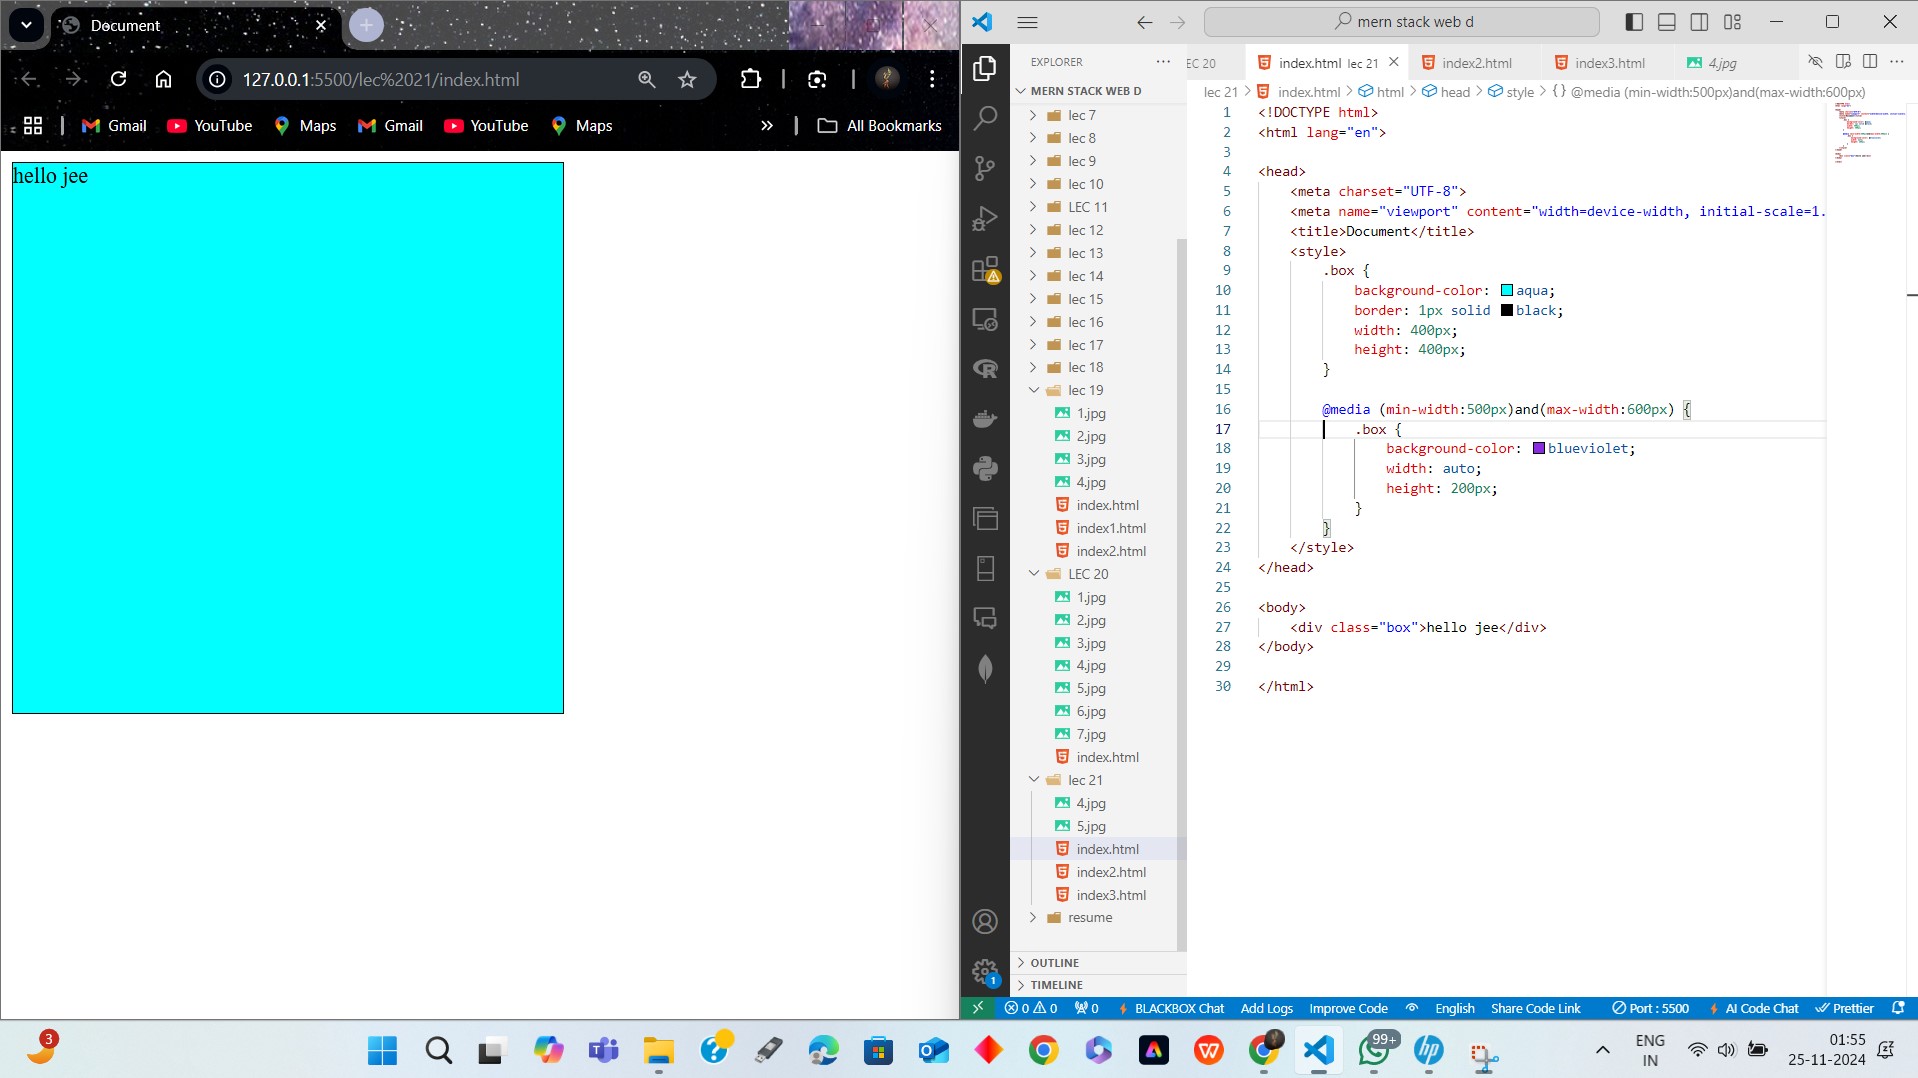 Document
127.0.0.1:5500/lec%2021/index.html
Gmail YouTube Maps Gmail YouTube Maps » All Bookmarks
hello jee
mern stack web d
EXPLORER
MERN STACK WEB D
lec 7
lec 8
lec 9
lec 10
LEC 11
lec 12
lec 13
lec 14
lec 15
lec 16
lec 17
lec 18
lec 19
1.jpg
2.jpg
3.jpg
4.jpg
index.html
index1.html
index2.html
LEC 20
1.jpg
2.jpg
3.jpg
4.jpg
5.jpg
6.jpg
7.jpg
index.html
lec 21
4.jpg
5.jpg
index.html
index2.html
index3.html
resume
OUTLINE
TIMELINE
EC 20 index.html lec 21 index2.html index3.html 4.jpg
lec 21 > index.html > html > head > style > {} @media (min-width:500px)and(max-width:600px)
1 <!DOCTYPE html>
2 <html lang="en">
3
4 <head>
5 <meta charset="UTF-8">
6 <meta name="viewport" content="width=device-width, initial-scale=1.
7 <title>Document</title>
8 <style>
9 .box {
10 background-color: aqua;
11 border: 1px solid black;
12 width: 400px;
13 height: 400px;
14 }
15
16 @media (min-width:500px)and(max-width:600px) {
17 .box {
18 background-color: blueviolet;
19 width: auto;
20 height: 200px;
21 }
22 }
23 </style>
24 </head>
25
26 <body>
27 <div class="box">hello jee</div>
28 </body>
29
30 </html>
1
0 0 0 BLACKBOX Chat Add Logs Improve Code English Share Code Link Port : 5500 AI Code Chat Prettier
3
99+
ENG
IN
01:55
25-11-2024